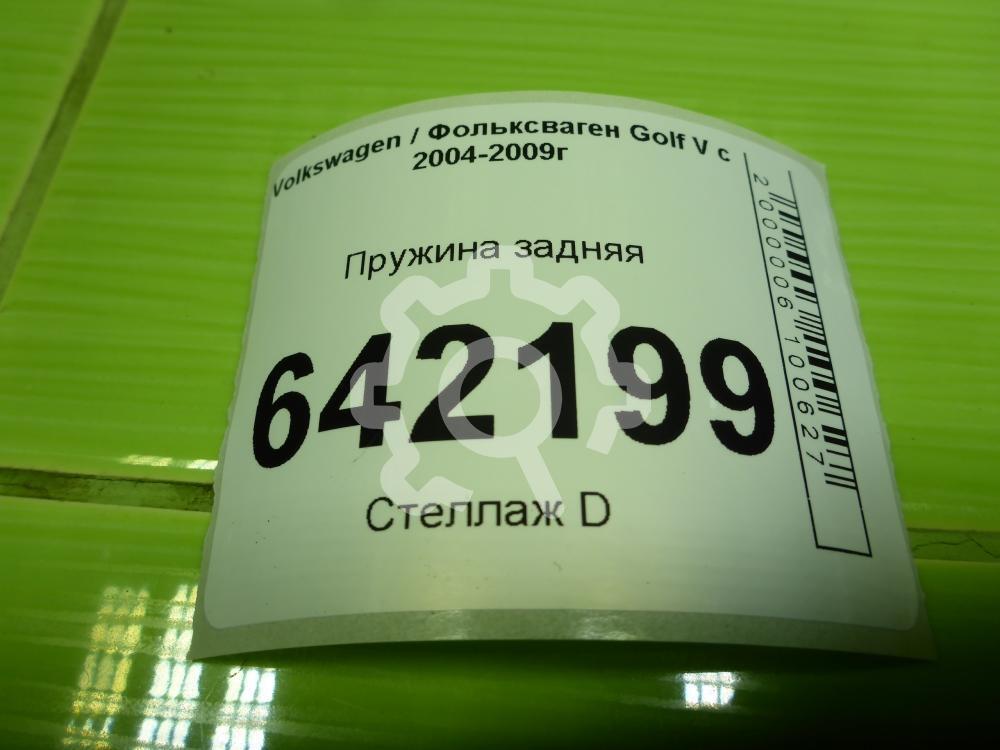 Volkswagen / Фольксваген Golf V с
2004-2009г
Пружина задняя
642199
Стеллаж D
2000006100627